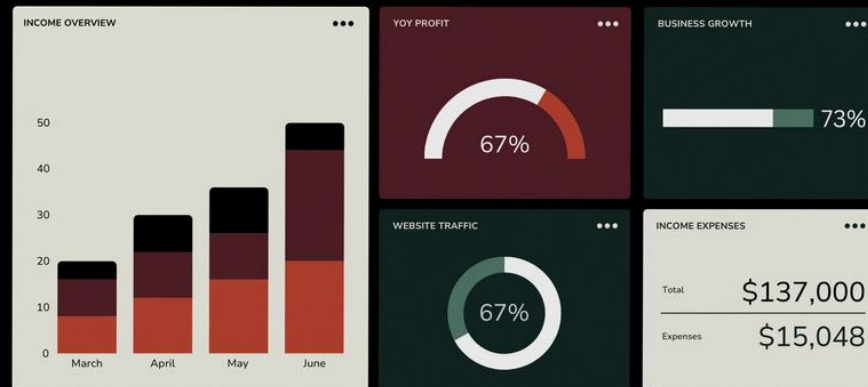 INCOME OVERVIEW
50
40
30
20
10
0
March April May June
YOY PROFIT
67%
BUSINESS GROWTH
73%
WEBSITE TRAFFIC
67%
INCOME EXPENSES
Total $137,000
Expenses $15,048